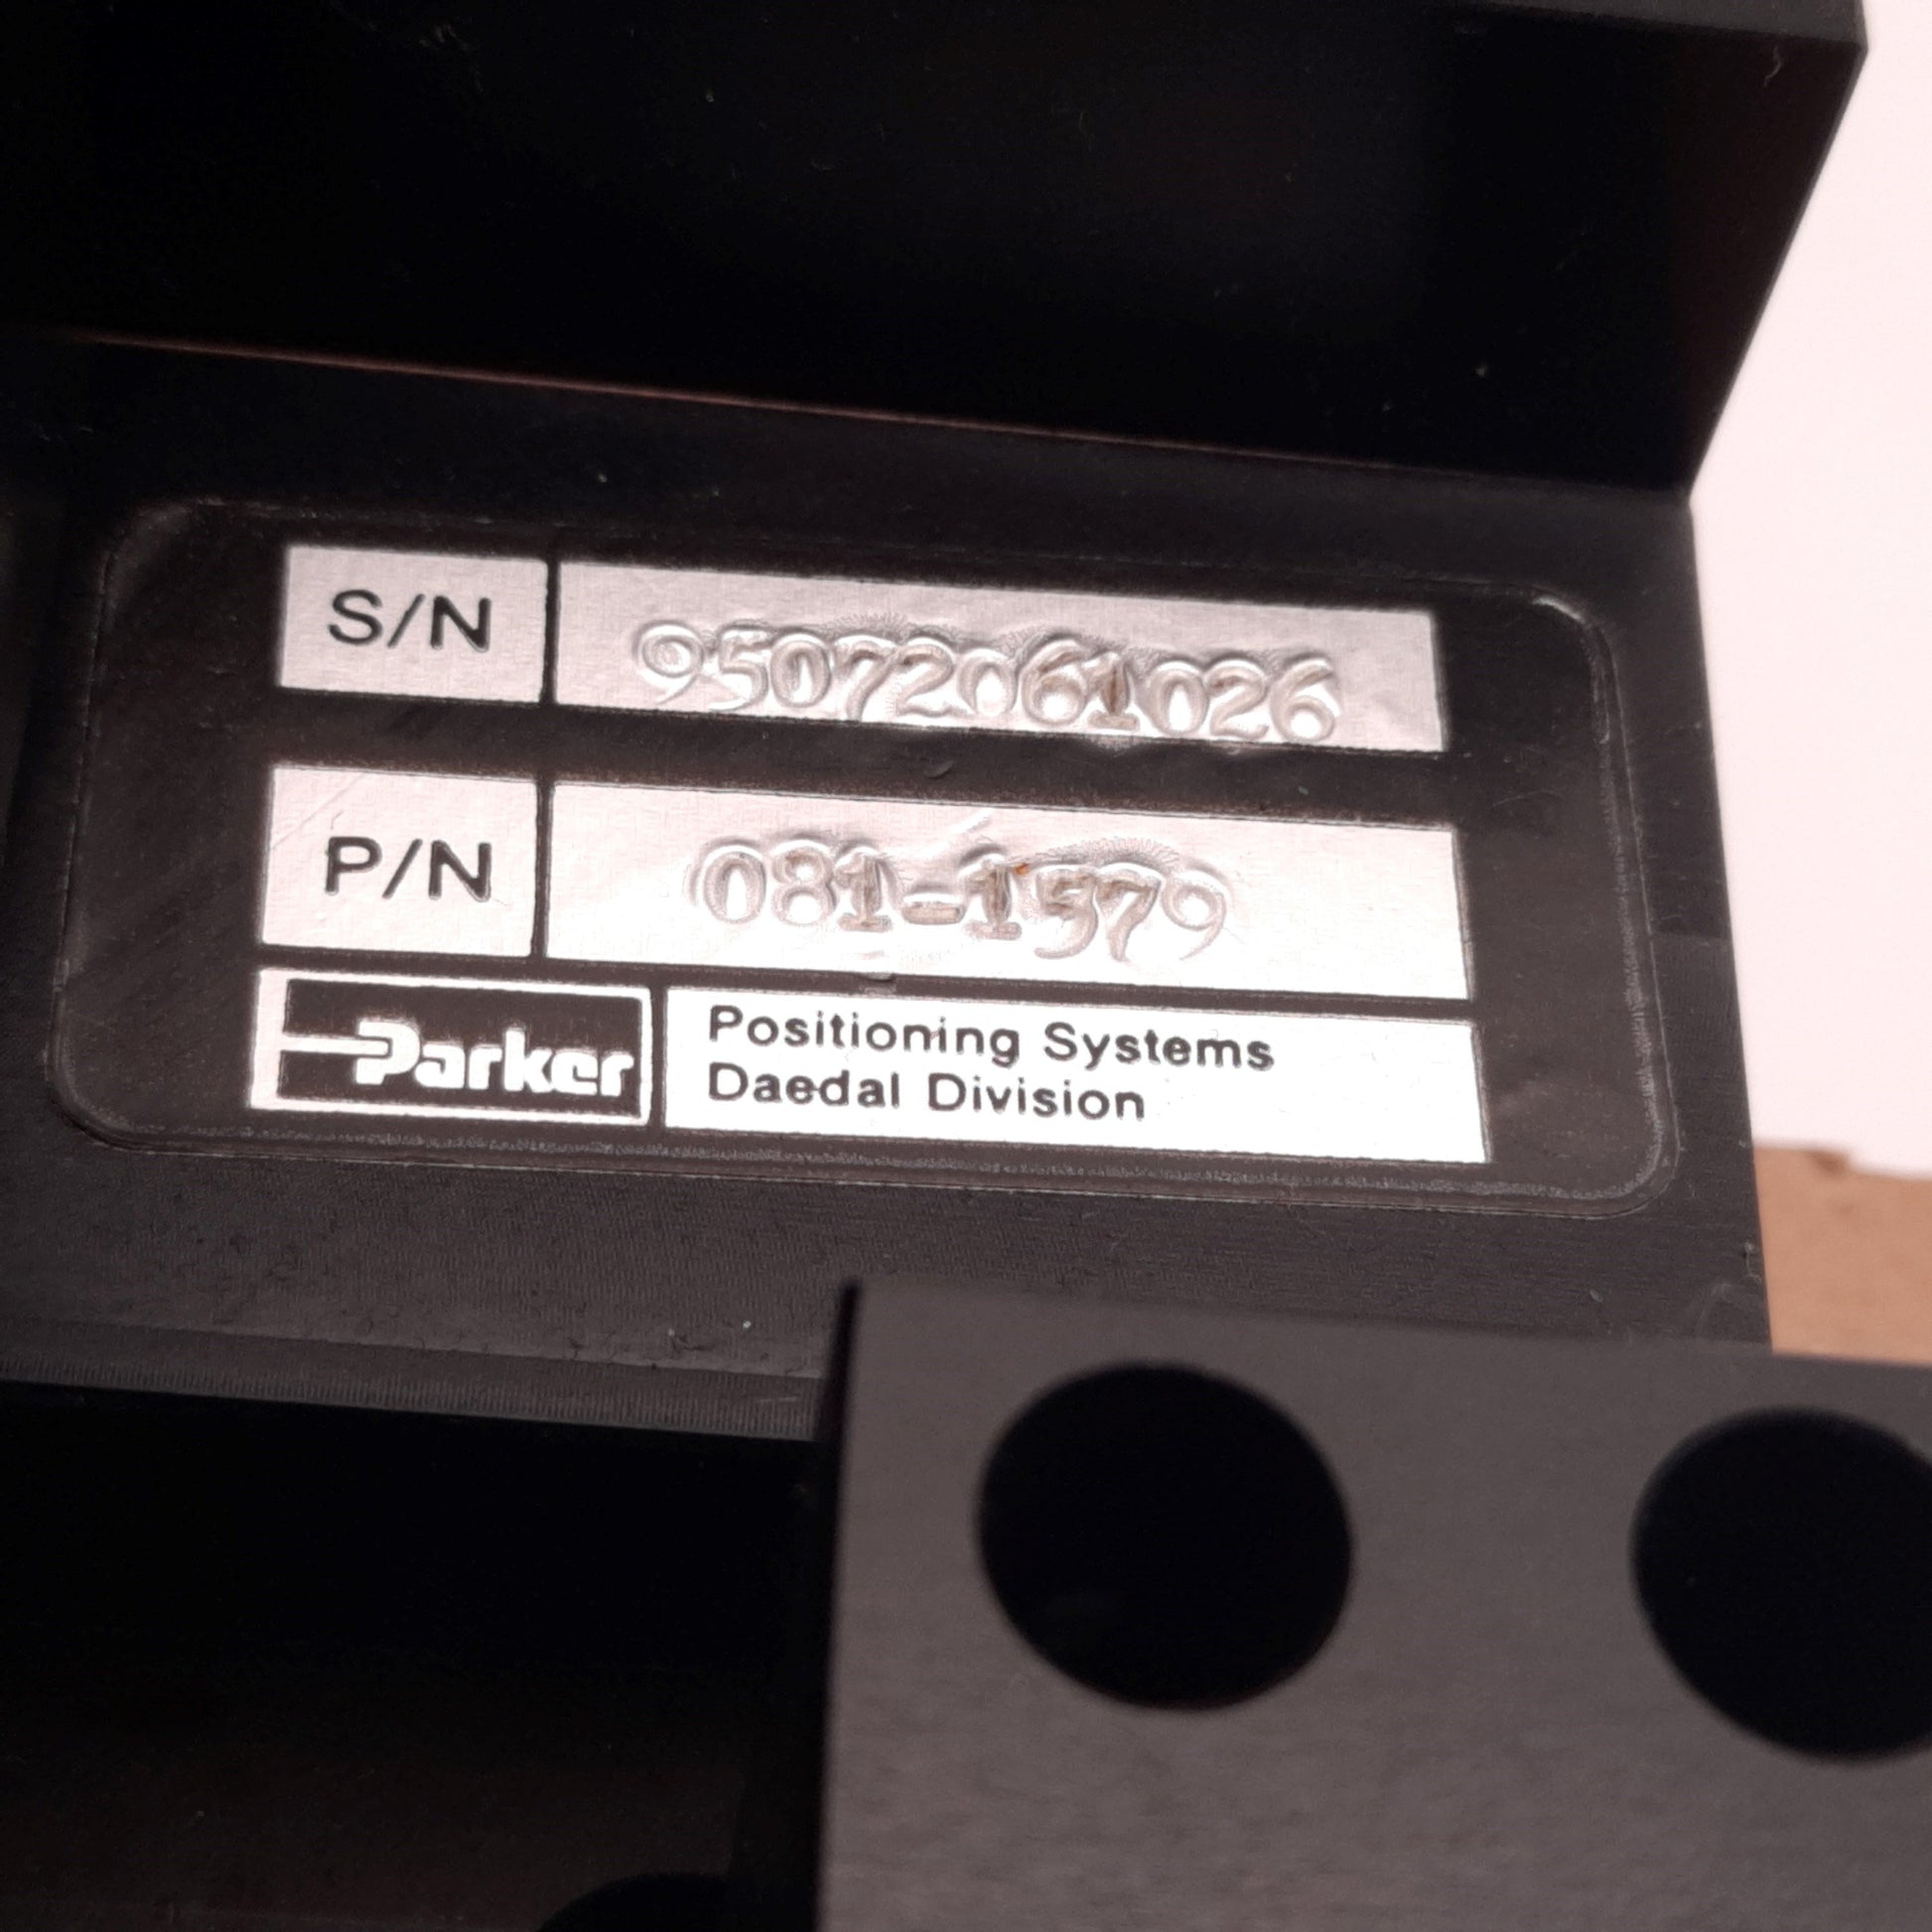 S/N 95072061026
P/N 081-1579
Parker Positioning Systems
Daedal Division